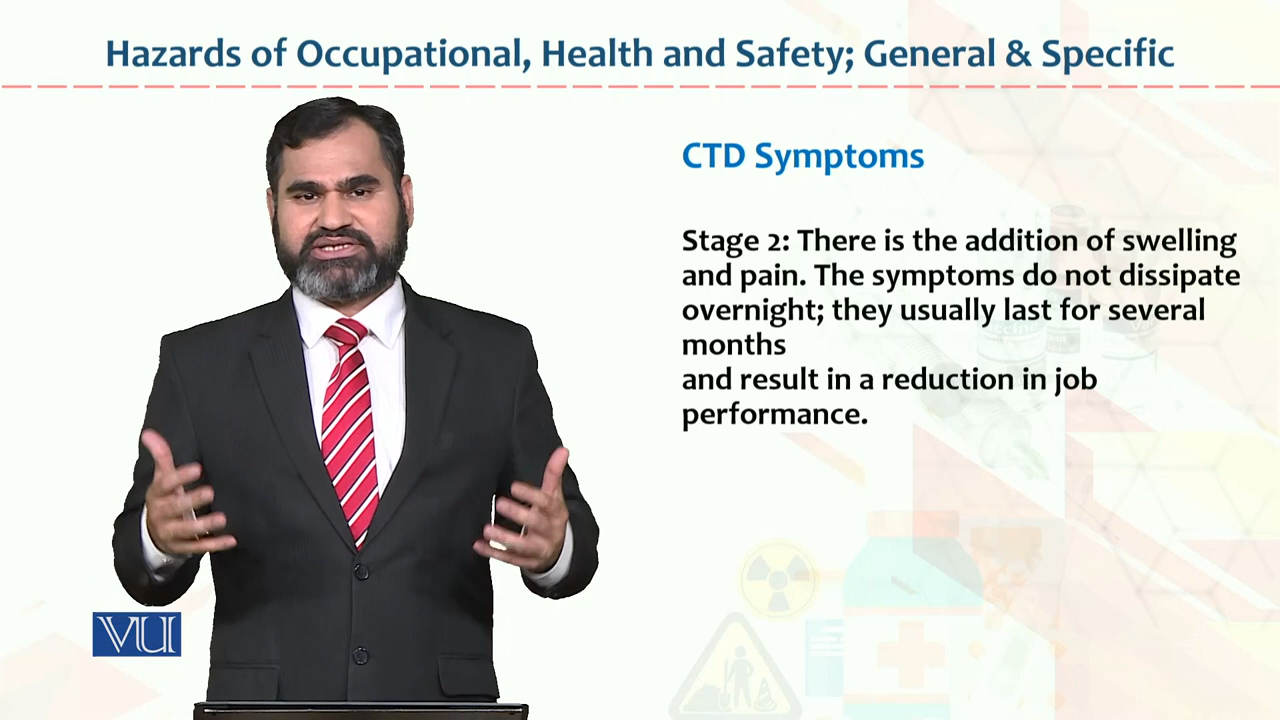 Hazards of Occupational, Health and Safety; General & Specific
CTD Symptoms
Stage 2: There is the addition of swelling
and pain. The symptoms do not dissipate
overnight; they usually last for several
months
and result in a reduction in job
performance.
VU